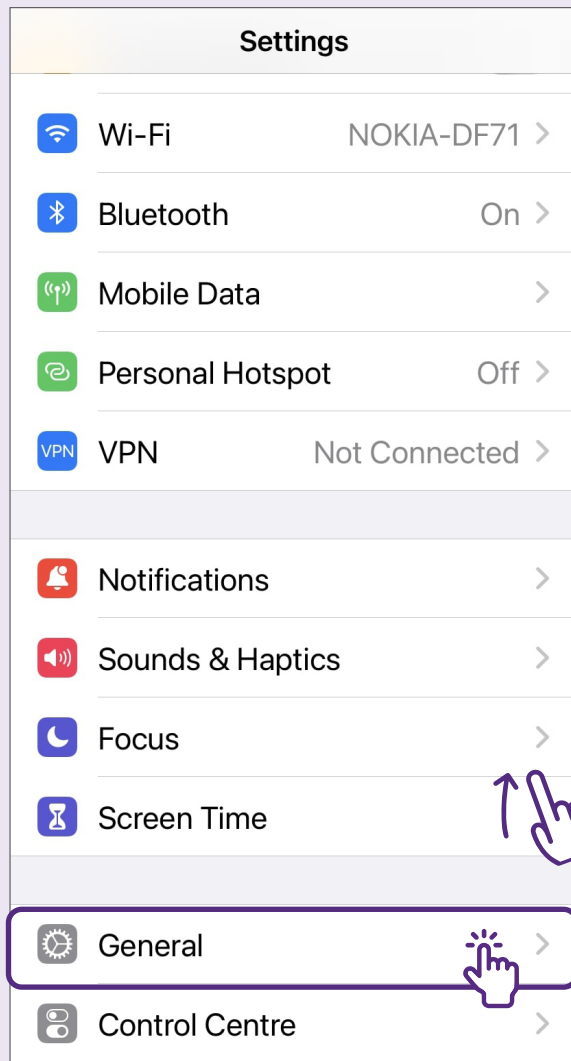 Settings
Wi-Fi NOKIA-DF71
Bluetooth On
Mobile Data
Personal Hotspot Off
VPN VPN Not Connected
Notifications
Sounds & Haptics
Focus
Screen Time
General
Control Centre